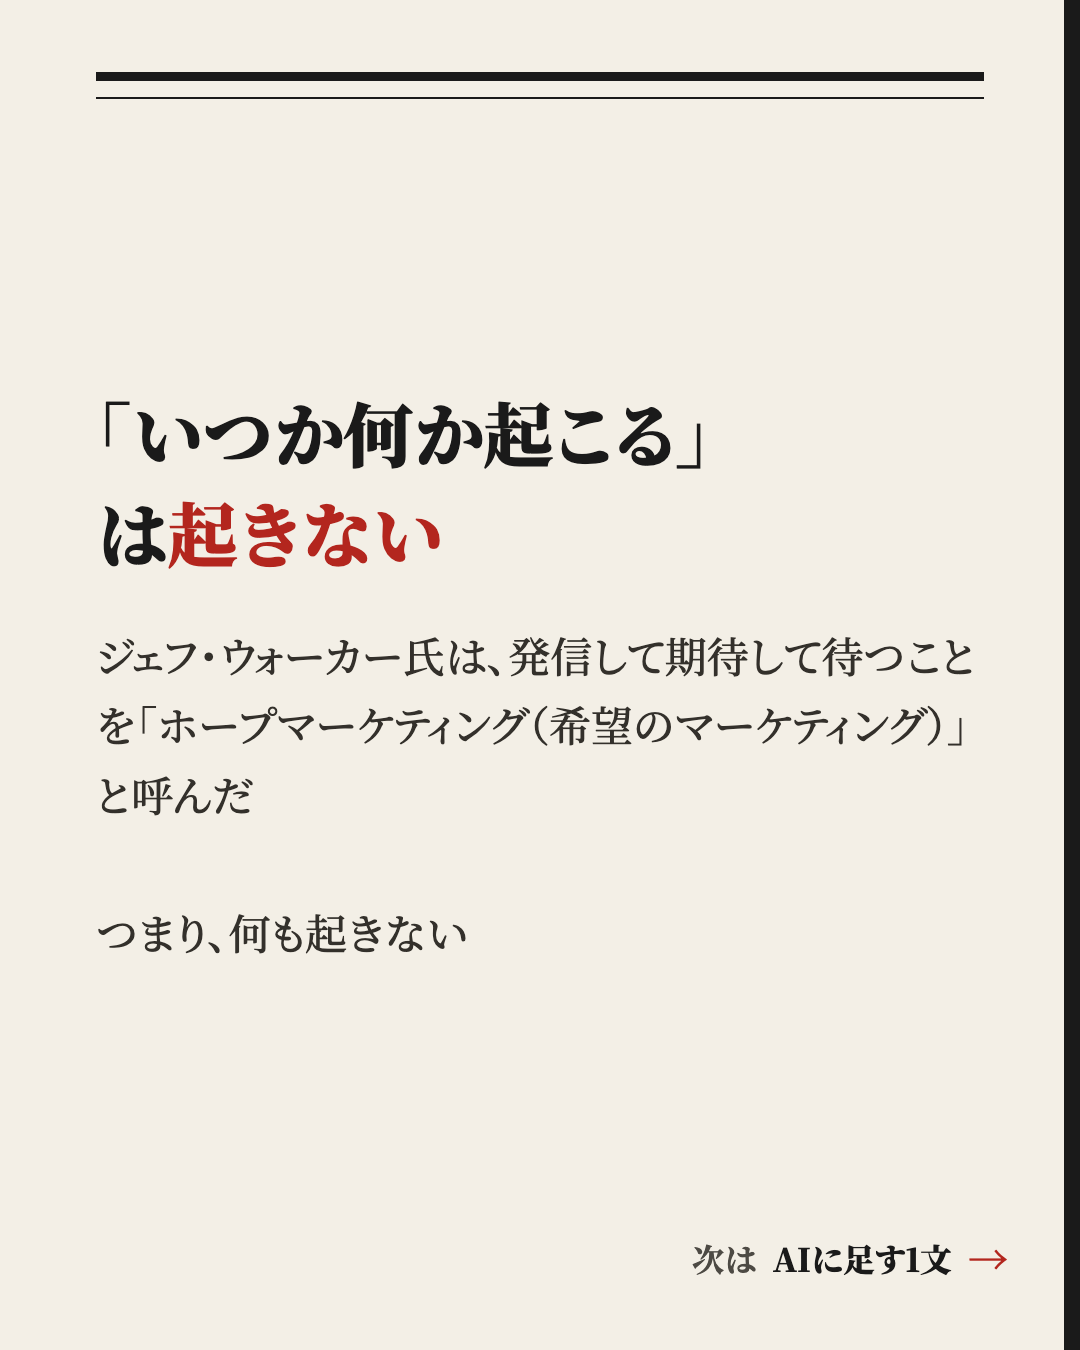 「いつか何か起こる」
は起きない
ジェフ・ウォーカー氏は、発信して期待して待つこと
を「ホープマーケティング(希望のマーケティング)」
と呼んだ
つまり、何も起きない
次は AIに足す1文 →